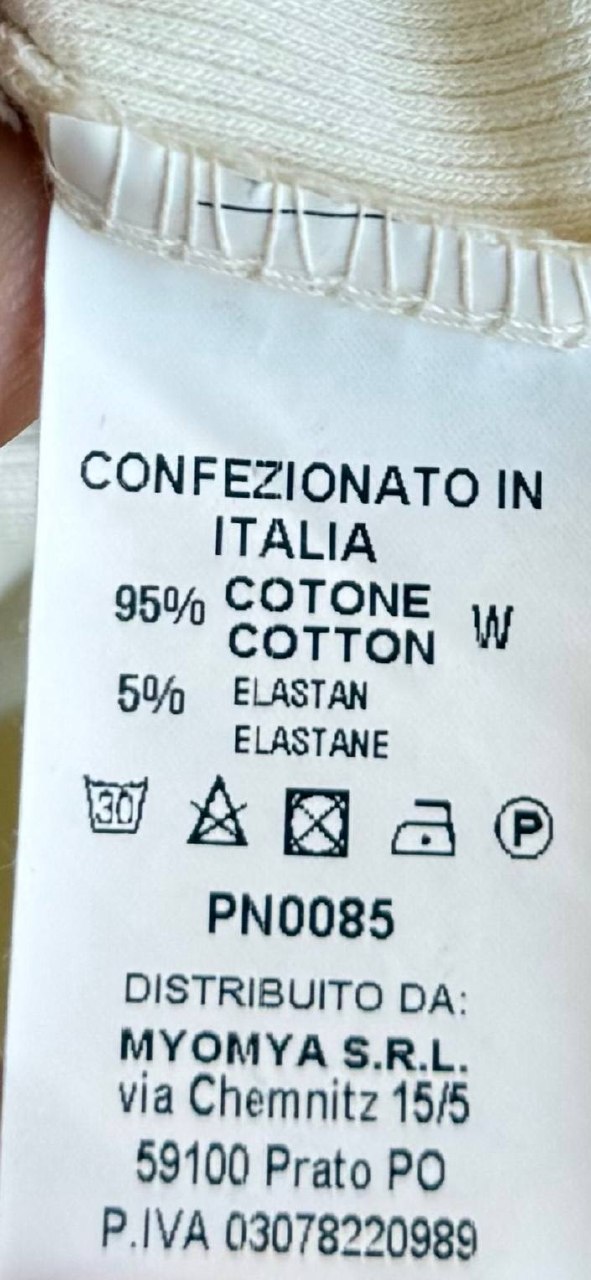 CONFEZIONATO IN
ITALIA
95% COTONE W
COTTON
5% ELASTAN
ELASTANE
30 P
PN0085
DISTRIBUITO DA:
MYOMYA S.R.L.
via Chemnitz 15/5
59100 Prato PO
P.IVA 03078220989